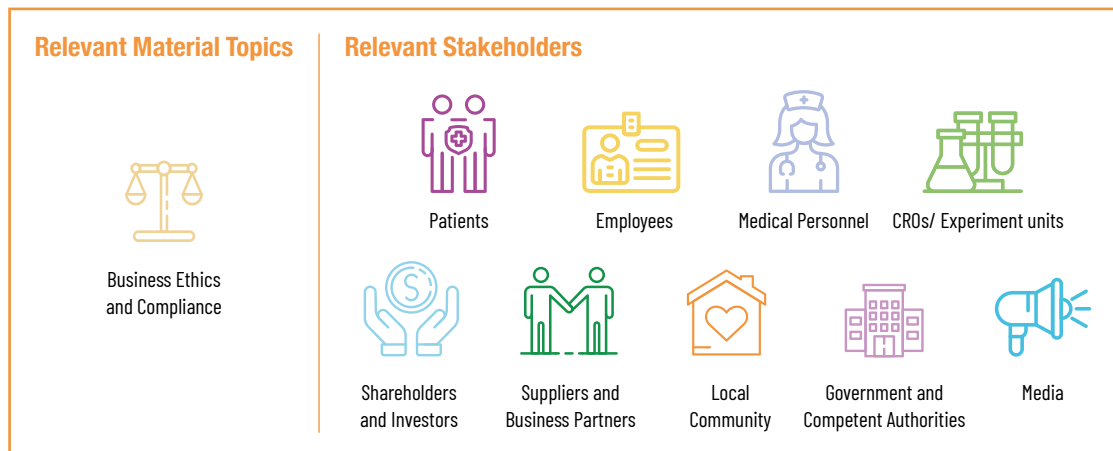 Relevant Material Topics
Business Ethics
and Compliance
Relevant Stakeholders
Patients
Employees
Medical Personnel
CROs/ Experiment units
Shareholders
and Investors
Suppliers and
Business Partners
Local
Community
Government and
Competent Authorities
Media